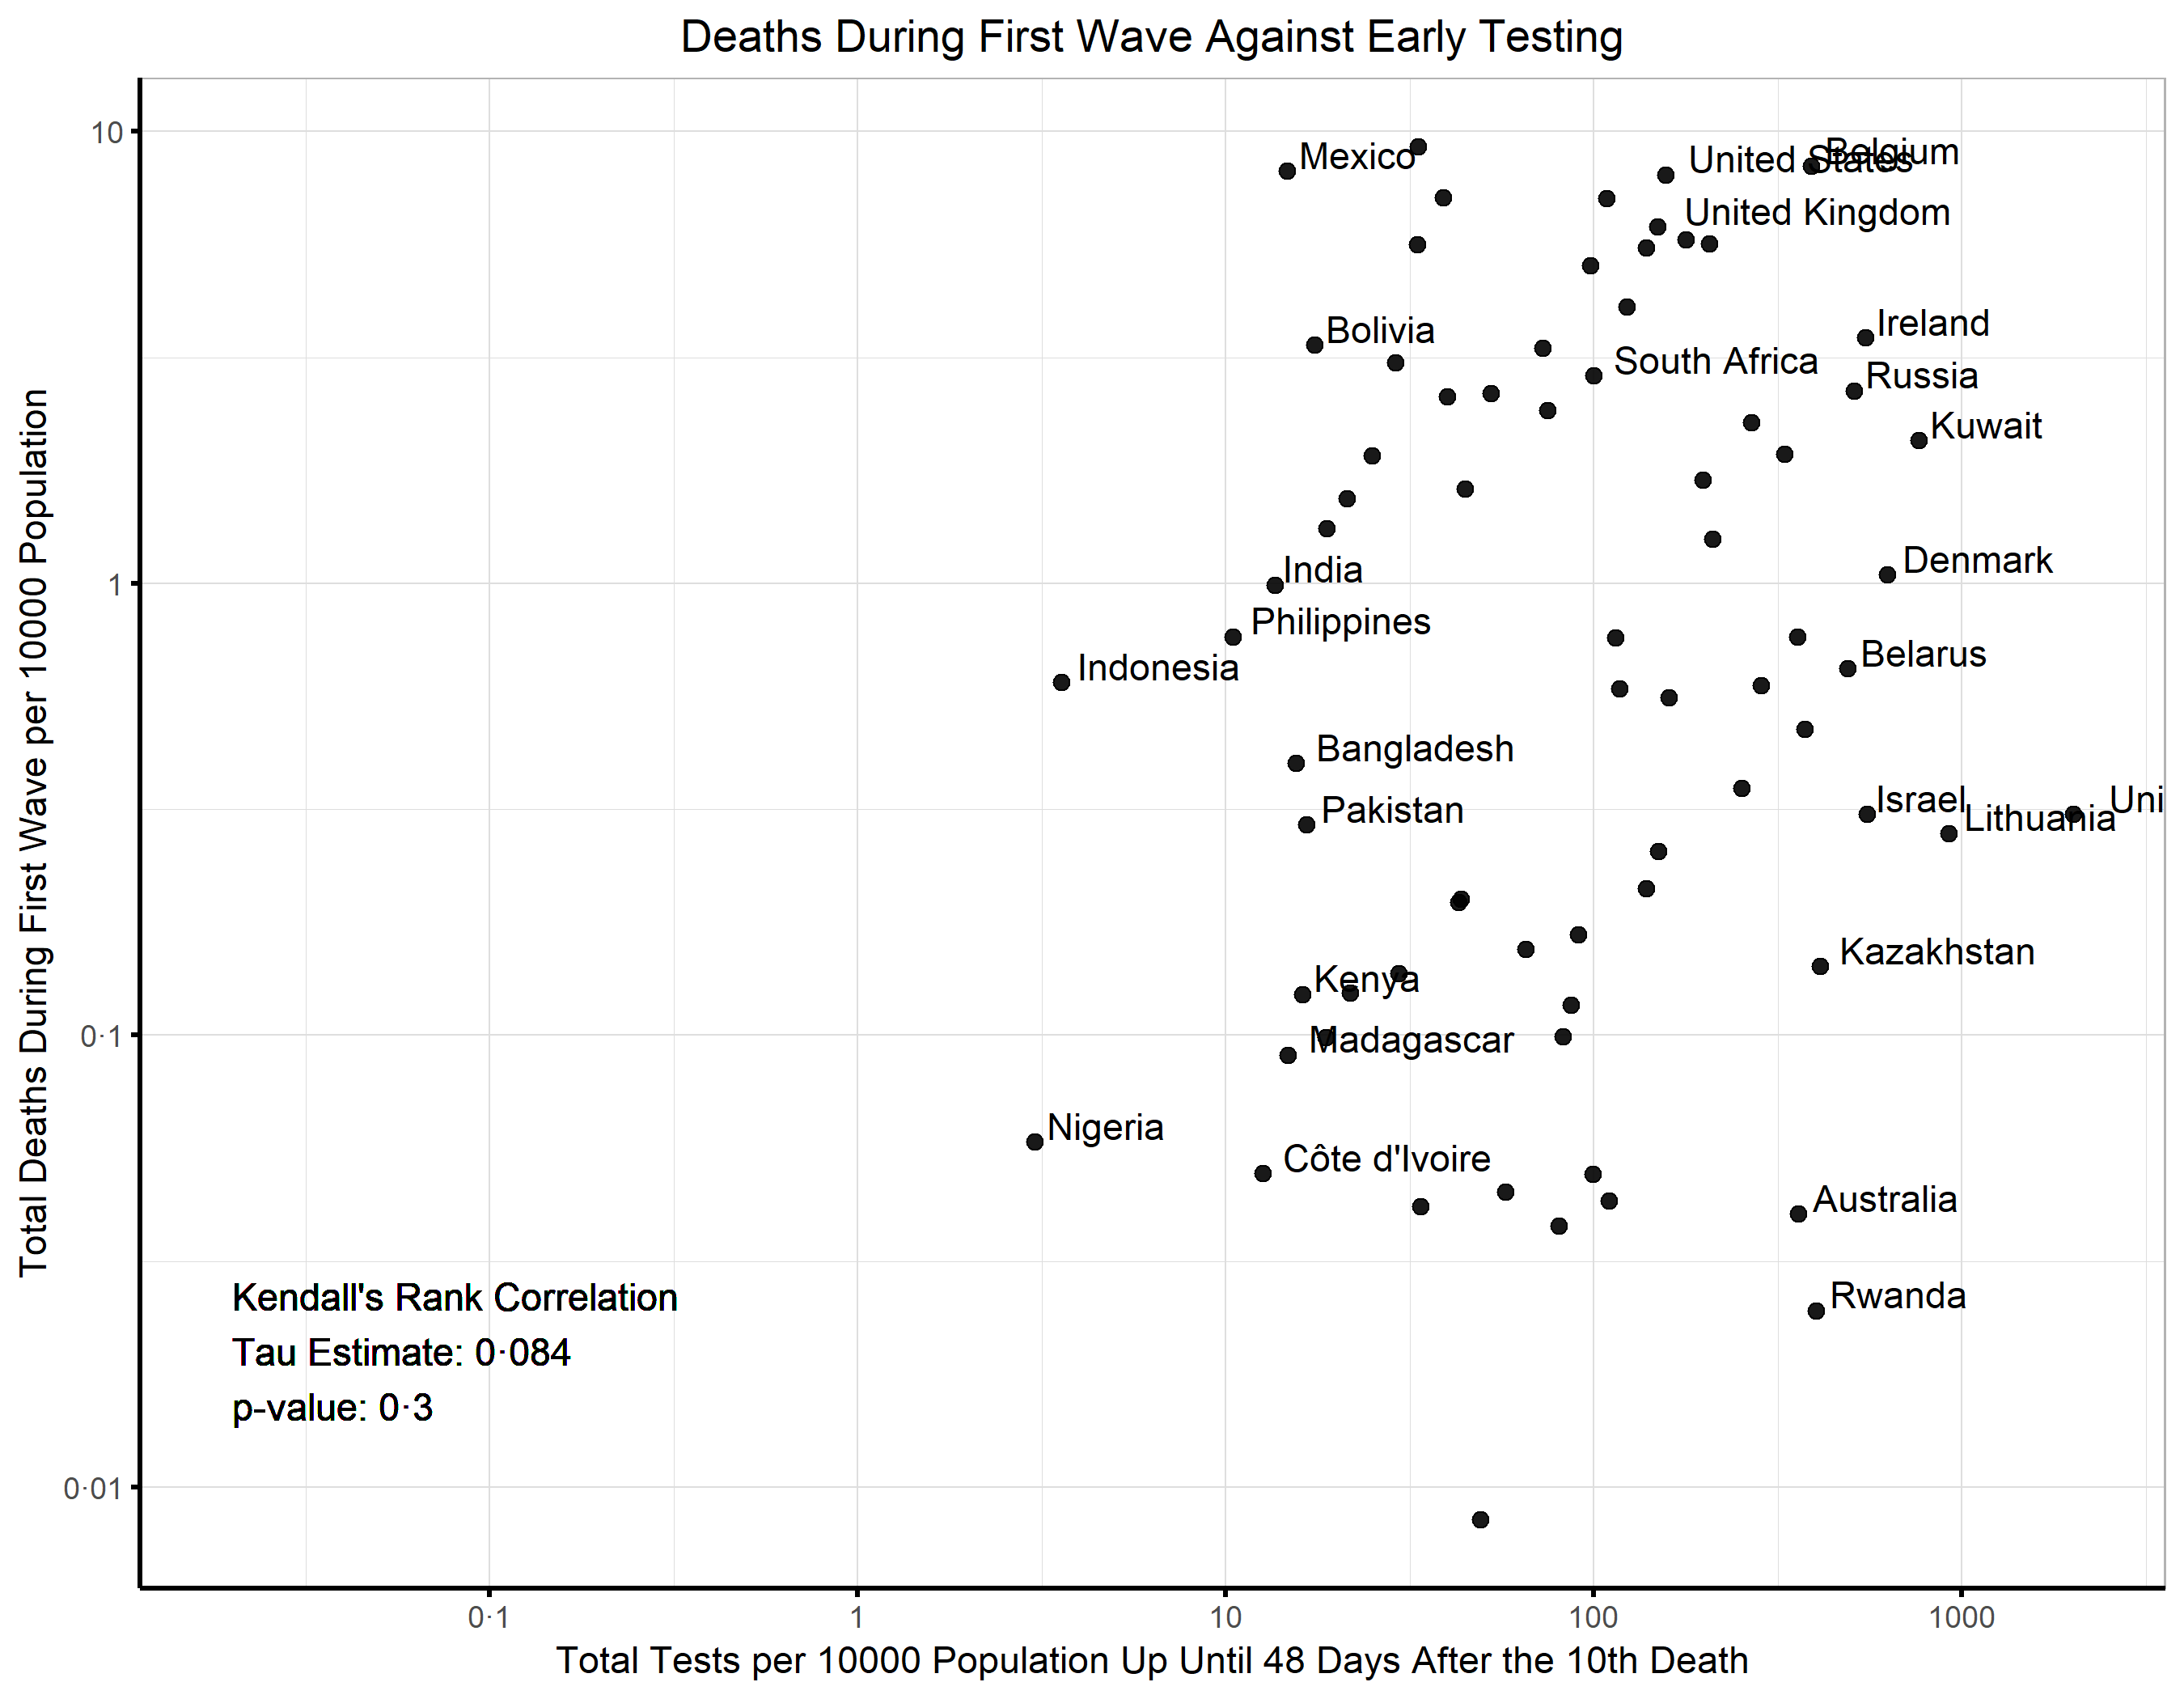 Deaths During First Wave Against Early Testing
Total Deaths During First Wave per 10000 Population
10
1
0·1
0·01
Mexico
United States
Belgium
United Kingdom
Bolivia
Ireland
South Africa
Russia
Kuwait
India
Denmark
Philippines
Belarus
Indonesia
Bangladesh
Pakistan
Israel
Uni
Lithuania
Kazakhstan
Kenya
Madagascar
Nigeria
Côte d'Ivoire
Australia
Rwanda
Kendall's Rank Correlation
Tau Estimate: 0·084
p-value: 0·3
0·1
1
10
100
1000
Total Tests per 10000 Population Up Until 48 Days After the 10th Death